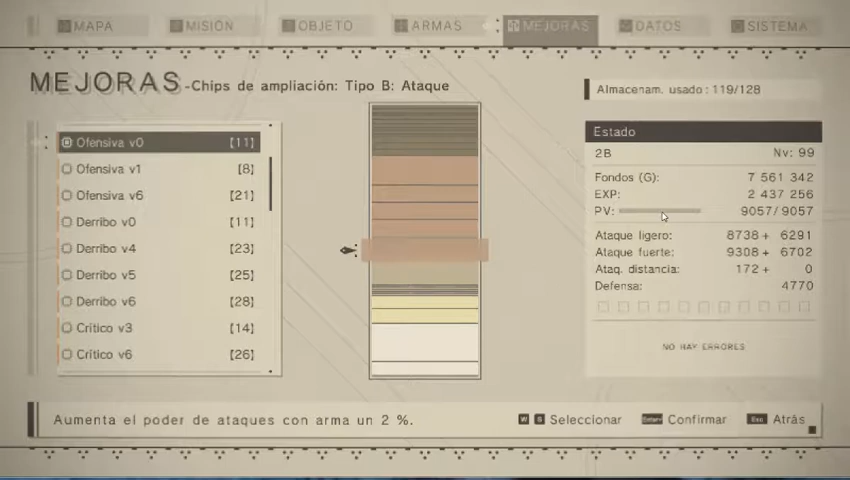 MAPA MISIÓN OBJETO ARMAS MEJORAS DATOS SISTEMA
MEJORAS -Chips de ampliación: Tipo B: Ataque
Almacenam. usado : 119/128
Ofensiva v0 [11]
Ofensiva v1 [8]
Ofensiva v6 [21]
Derribo v0 [11]
Derribo v4 [23]
Derribo v5 [25]
Derribo v6 [28]
Crítico v3 [14]
Crítico v6 [26]
Estado
2B Nv: 99
Fondos (G): 7 561 342
EXP: 2 437 256
PV: 9057/ 9057
Ataque ligero: 8738 + 6291
Ataque fuerte: 9308 + 6702
Ataq. distancia: 172 + 0
Defensa: 4770
NO HAY ERRORES
Aumenta el poder de ataques con arma un 2 %.
W S Seleccionar Enter Confirmar Esc Atrás